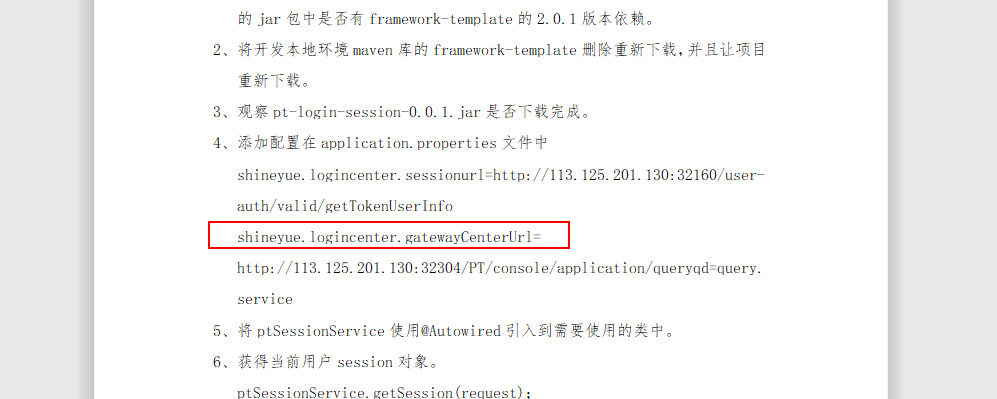 的 jar 包中是否有 framework-template 的 2.0.1 版本依赖。
2、将开发本地环境 maven 库的 framework-template 删除重新下载,并且让项目
重新下载。
3、观察 pt-login-session-0.0.1.jar 是否下载完成。
4、添加配置在 application.properties 文件中
shineyue.logincenter.sessionurl=http://113.125.201.130:32160/user-
auth/valid/getTokenUserInfo
shineyue.logincenter.gatewayCenterUrl=
http://113.125.201.130:32304/PT/console/application/queryqd=query.
service
5、将 ptSessionService 使用@Autowired 引入到需要使用的类中。
6、获得当前用户 session 对象。
ptSessionService.getSession(request);